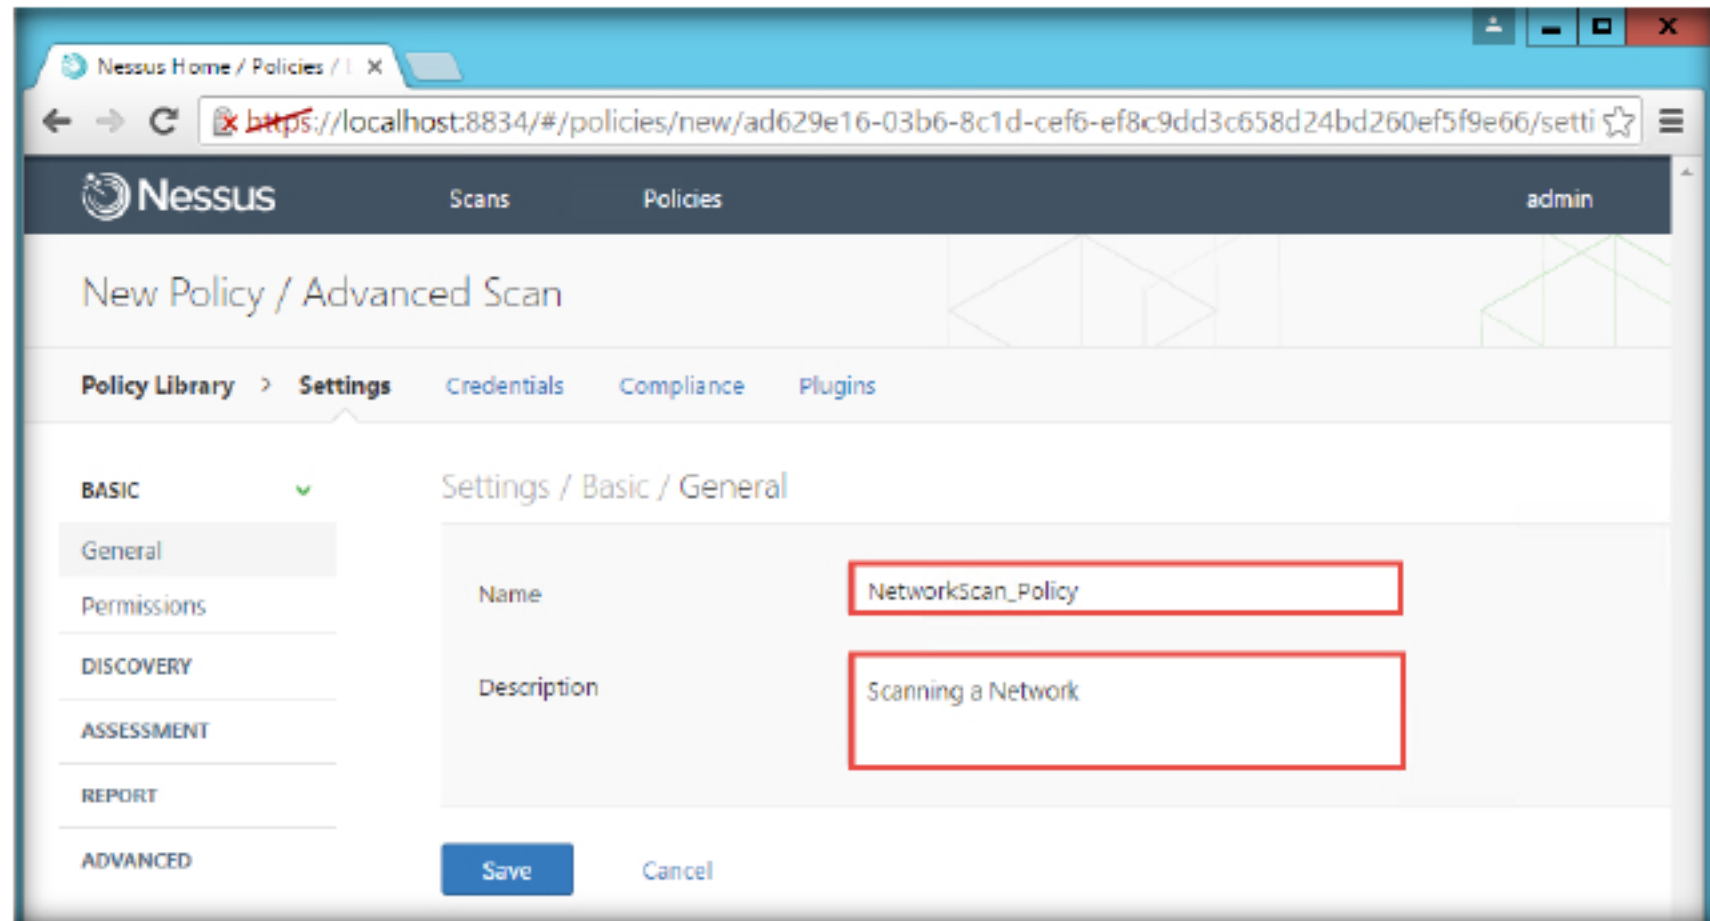 Nessus Home / Policies /
https://localhost:8834/#/policies/new/ad629e16-03b6-8c1d-cef6-ef8c9dd3c658d24bd260ef5f9e66/setti
Nessus Scans Policies admin
New Policy / Advanced Scan
Policy Library > Settings Credentials Compliance Plugins
BASIC
Settings / Basic / General
General
Name NetworkScan_Policy
Permissions
DISCOVERY
Description Scanning a Network
ASSESSMENT
REPORT
ADVANCED
Save Cancel